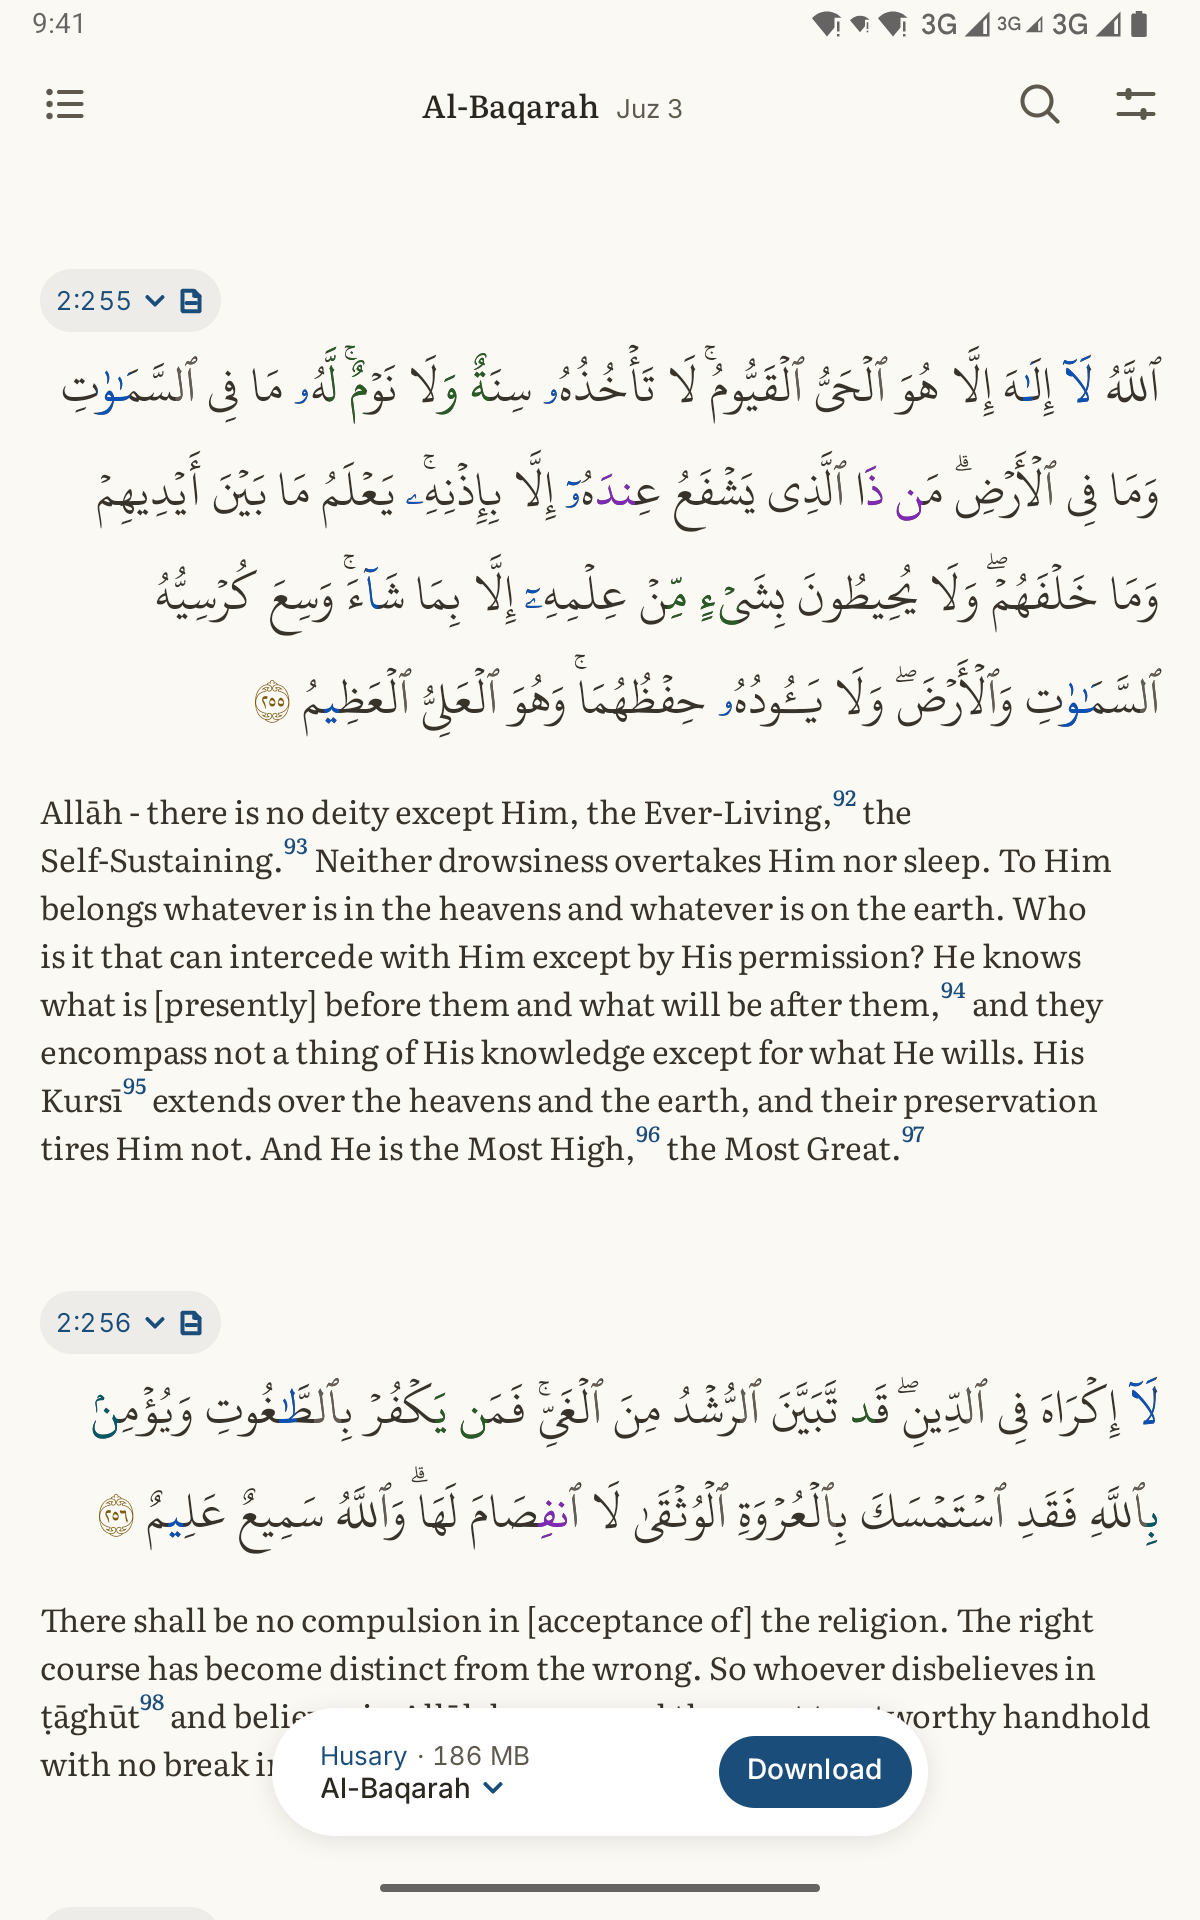 9:41
3G 3G 3G
Al-Baqarah Juz 3
2:255
ٱللَّهُ لَآ إِلَـٰهَ إِلَّا هُوَ ٱلْحَىُّ ٱلْقَيُّومُ ۚ لَا تَأْخُذُهُۥ سِنَةٌ وَلَا نَوْمٌ ۚ لَّهُۥ مَا فِى ٱلسَّمَـٰوَٰتِ
وَمَا فِى ٱلْأَرْضِ ۗ مَن ذَا ٱلَّذِى يَشْفَعُ عِندَهُۥٓ إِلَّا بِإِذْنِهِۦ ۚ يَعْلَمُ مَا بَيْنَ أَيْدِيهِمْ
وَمَا خَلْفَهُمْ ۖ وَلَا يُحِيطُونَ بِشَىْءٍ مِّنْ عِلْمِهِۦٓ إِلَّا بِمَا شَآءَ ۚ وَسِعَ كُرْسِيُّهُ
ٱلسَّمَـٰوَٰتِ وَٱلْأَرْضَ ۖ وَلَا يَـُٔودُهُۥ حِفْظُهُمَا ۚ وَهُوَ ٱلْعَلِىُّ ٱلْعَظِيمُ ٢٥٥
Allāh - there is no deity except Him, the Ever-Living,92 the
Self-Sustaining.93 Neither drowsiness overtakes Him nor sleep. To Him
belongs whatever is in the heavens and whatever is on the earth. Who
is it that can intercede with Him except by His permission? He knows
what is [presently] before them and what will be after them,94 and they
encompass not a thing of His knowledge except for what He wills. His
Kursī95 extends over the heavens and the earth, and their preservation
tires Him not. And He is the Most High,96 the Most Great.97
2:256
لَآ إِكْرَاهَ فِى ٱلدِّينِ ۖ قَد تَّبَيَّنَ ٱلرُّشْدُ مِنَ ٱلْغَىِّ ۚ فَمَن يَكْفُرْ بِٱلطَّـٰغُوتِ وَيُؤْمِنۢ
بِٱللَّهِ فَقَدِ ٱسْتَمْسَكَ بِٱلْعُرْوَةِ ٱلْوُثْقَىٰ لَا ٱنفِصَامَ لَهَا ۗ وَٱللَّهُ سَمِيعٌ عَلِيمٌ ٢٥٦
There shall be no compulsion in [acceptance of] the religion. The right
course has become distinct from the wrong. So whoever disbelieves in
ṭāghūt98 and handhold
with no break
Husary · 186 MB
Al-Baqarah
Download